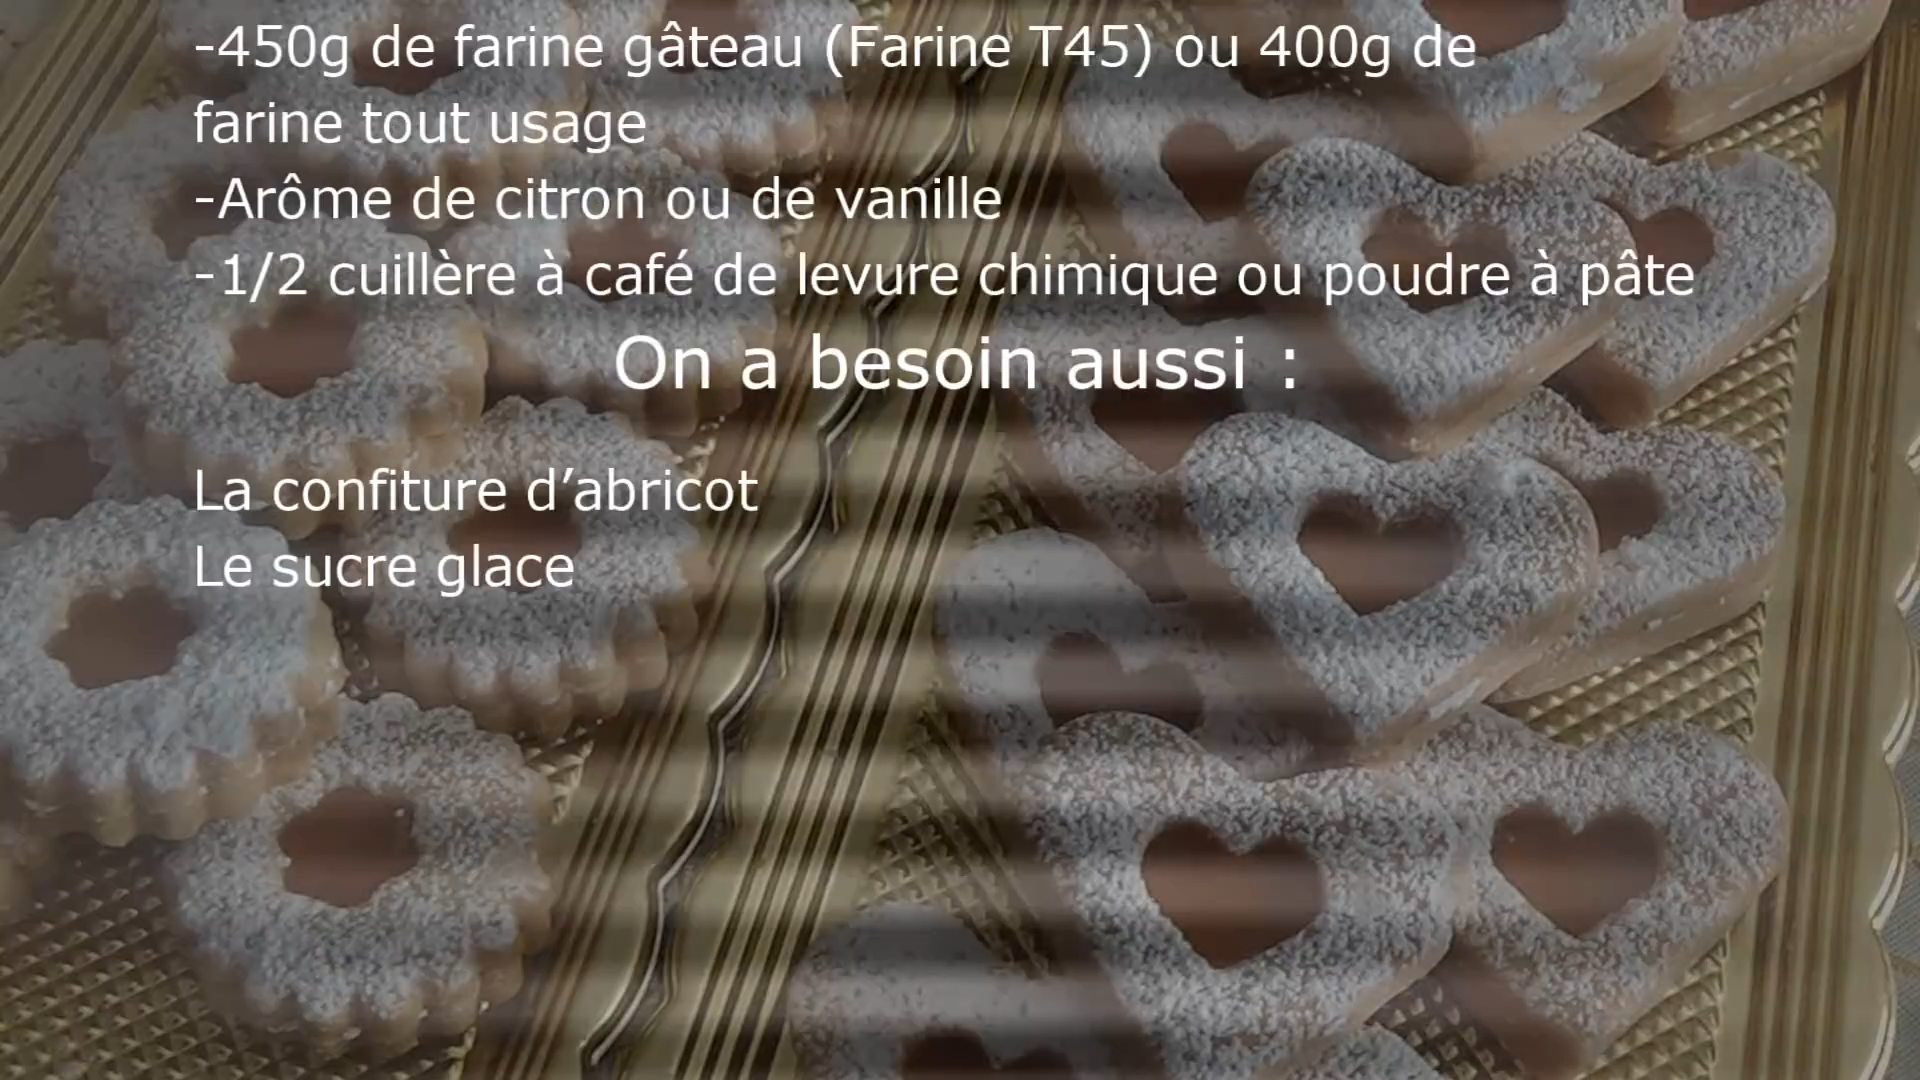 -450g de farine gâteau (Farine T45) ou 400g de
farine tout usage
-Arôme de citron ou de vanille
-1/2 cuillère à café de levure chimique ou poudre à pâte
On a besoin aussi :
La confiture d’abricot
Le sucre glace